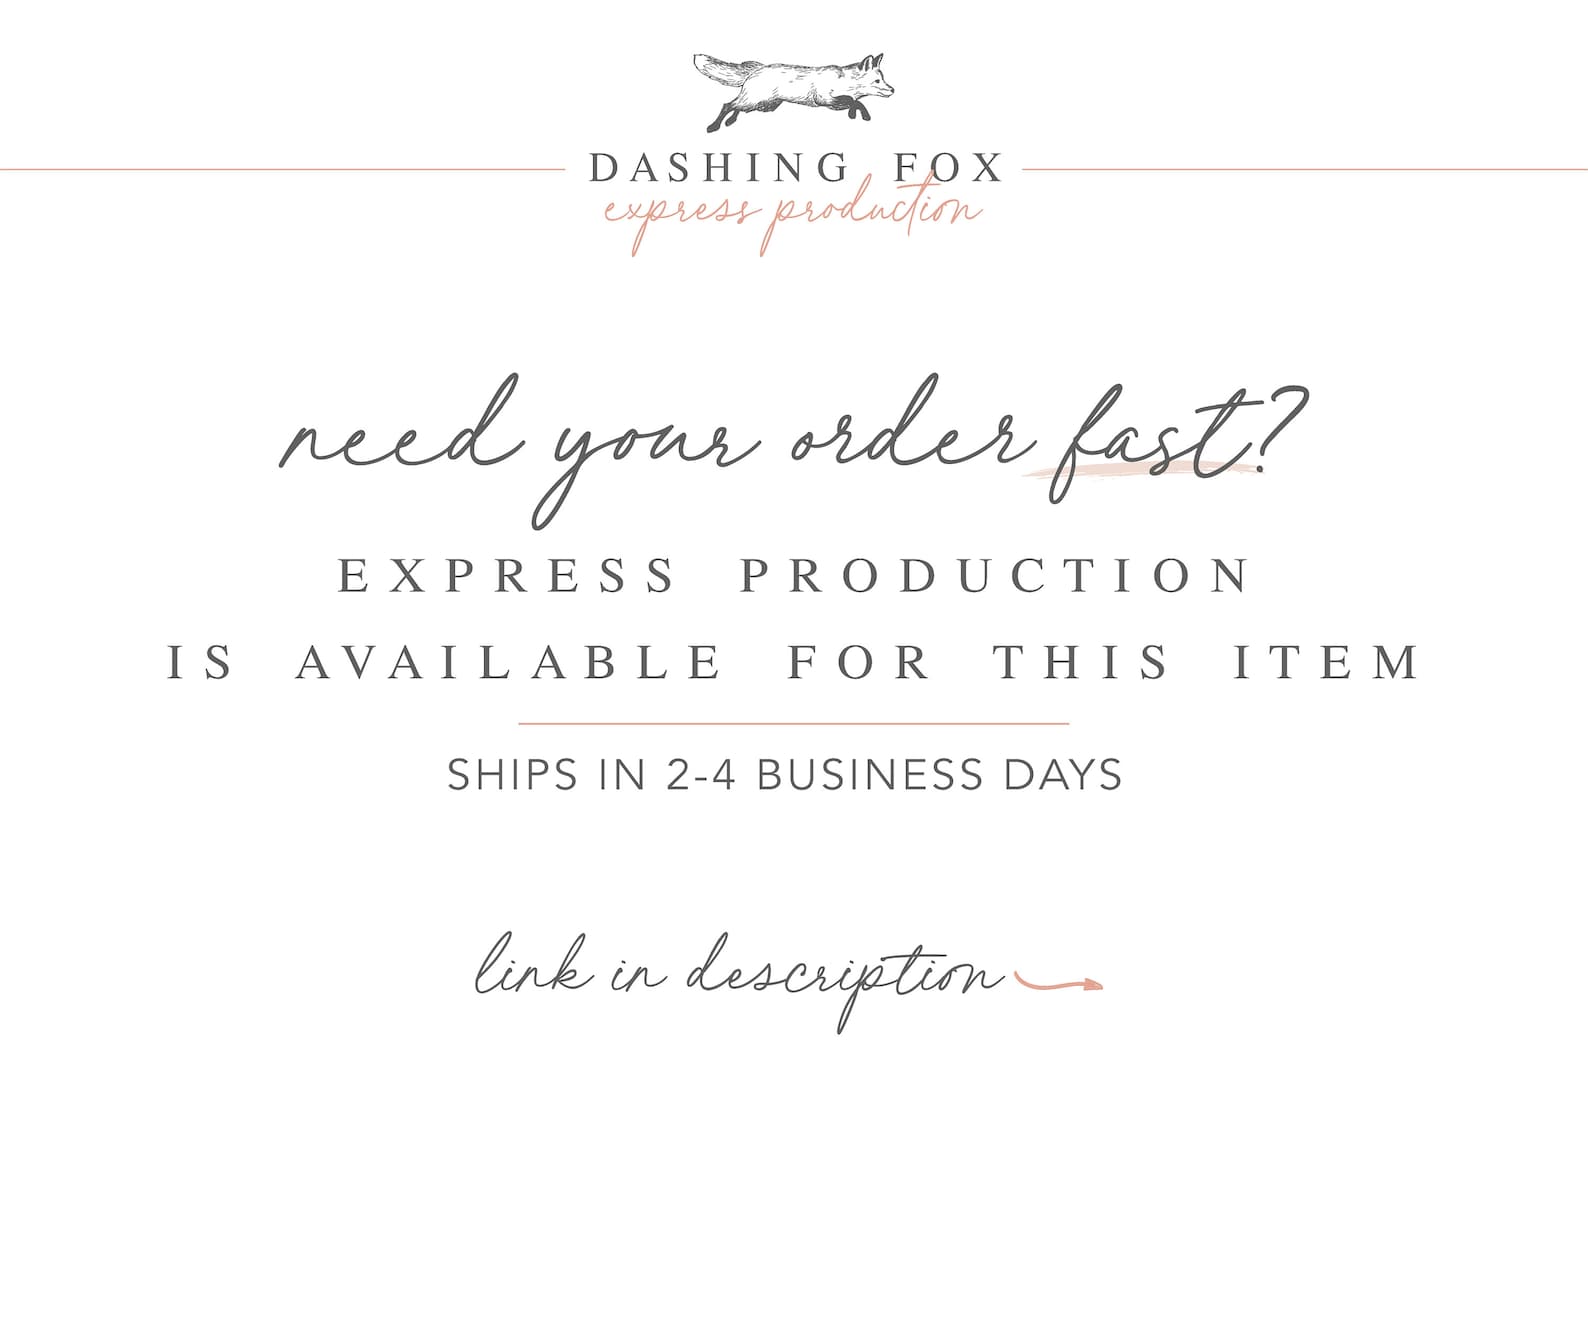 DASHING FOX
express production
need your order fast?
EXPRESS PRODUCTION
IS AVAILABLE FOR THIS ITEM
SHIPS IN 2-4 BUSINESS DAYS
link in description